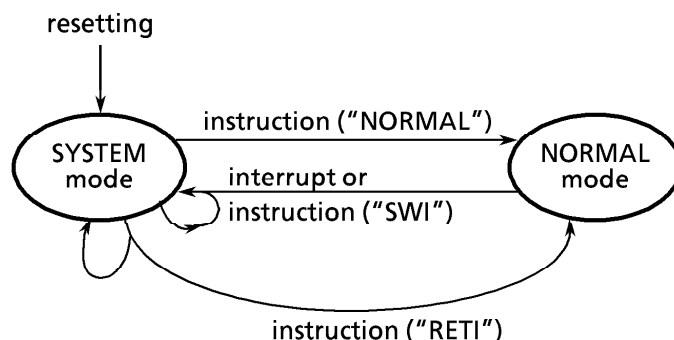 resetting
instruction (“NORMAL”)
SYSTEM
mode
NORMAL
mode
interrupt or
instruction (“SWI”)
instruction (“RETI”)